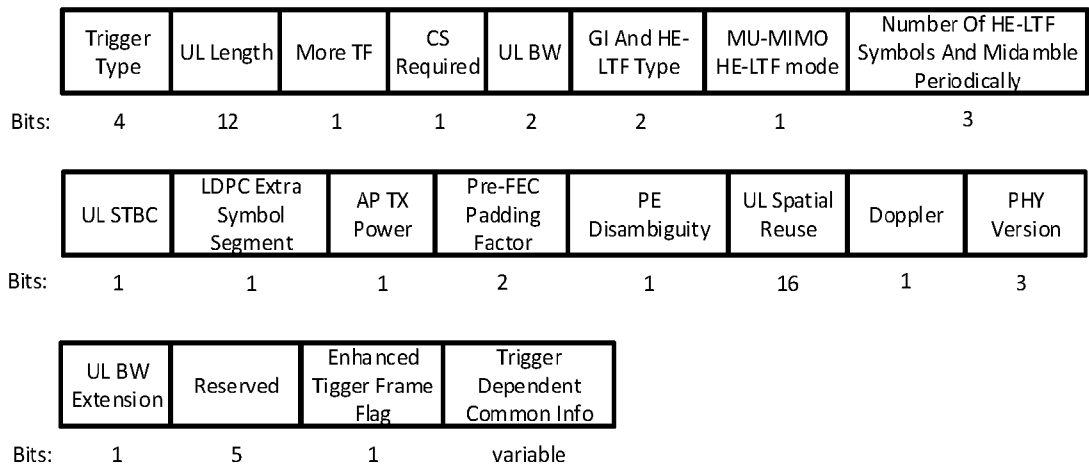 Trigger Type UL Length More TF CS Required UL BW GI And HE-LTF Type MU-MIMO HE-LTF mode Number Of HE-LTF Symbols And Midamble Periodically
Bits: 4 12 1 1 2 2 1 3
UL STBC LDPC Extra Symbol Segment AP TX Power Pre-FEC Padding Factor PE Disambiguity UL Spatial Reuse Doppler PHY Version
Bits: 1 1 1 2 1 16 1 3
UL BW Extension Reserved Enhanced Tigger Frame Flag Trigger Dependent Common Info
Bits: 1 5 1 variable